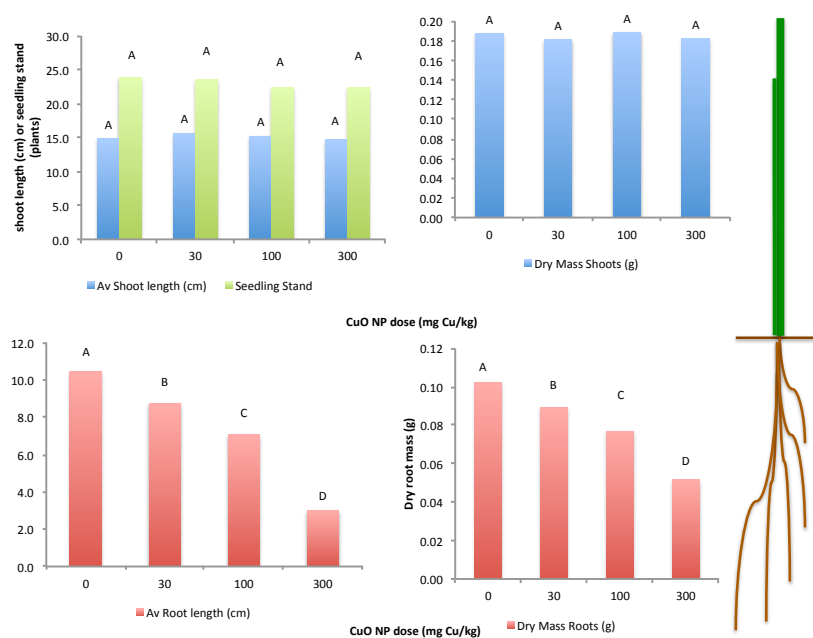 shoot length (cm) or seedling stand
(plants)
30.0
25.0
20.0
15.0
10.0
5.0
0.0
A A A A
A A A A
0 30 100 300
Av Shoot length (cm) Seedling Stand
0.20
0.18
0.16
0.14
0.12
0.10
0.08
0.06
0.04
0.02
0.00
A A A A
0 30 100 300
Dry Mass Shoots (g)
CuO NP dose (mg Cu/kg)
12.0
10.0
8.0
6.0
4.0
2.0
0.0
A B C D
0 30 100 300
Av Root length (cm)
Dry root mass (g)
0.12
0.10
0.08
0.06
0.04
0.02
0.00
A B C D
0 30 100 300
Dry Mass Roots (g)
CuO NP dose (mg Cu/kg)